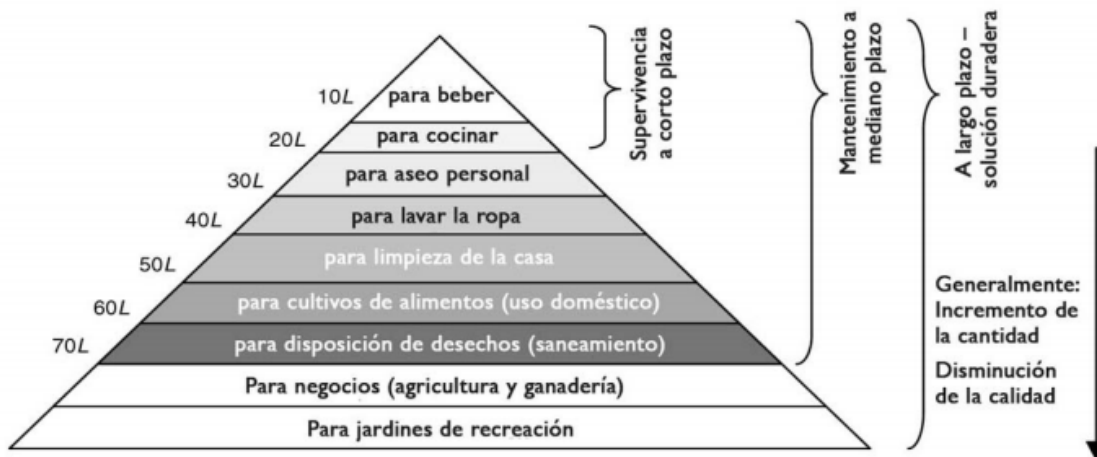 10L
para beber
20L
para cocinar
30L
para aseo personal
40L
para lavar la ropa
50L
para limpieza de la casa
60L
para cultivos de alimentos (uso doméstico)
70L
para disposición de desechos (saneamiento)
Para negocios (agricultura y ganadería)
Para jardines de recreación
Supervivencia
a corto plazo
Mantenimiento a
mediano plazo
A largo plazo –
solución duradera
Generalmente:
Incremento de
la cantidad
Disminución
de la calidad